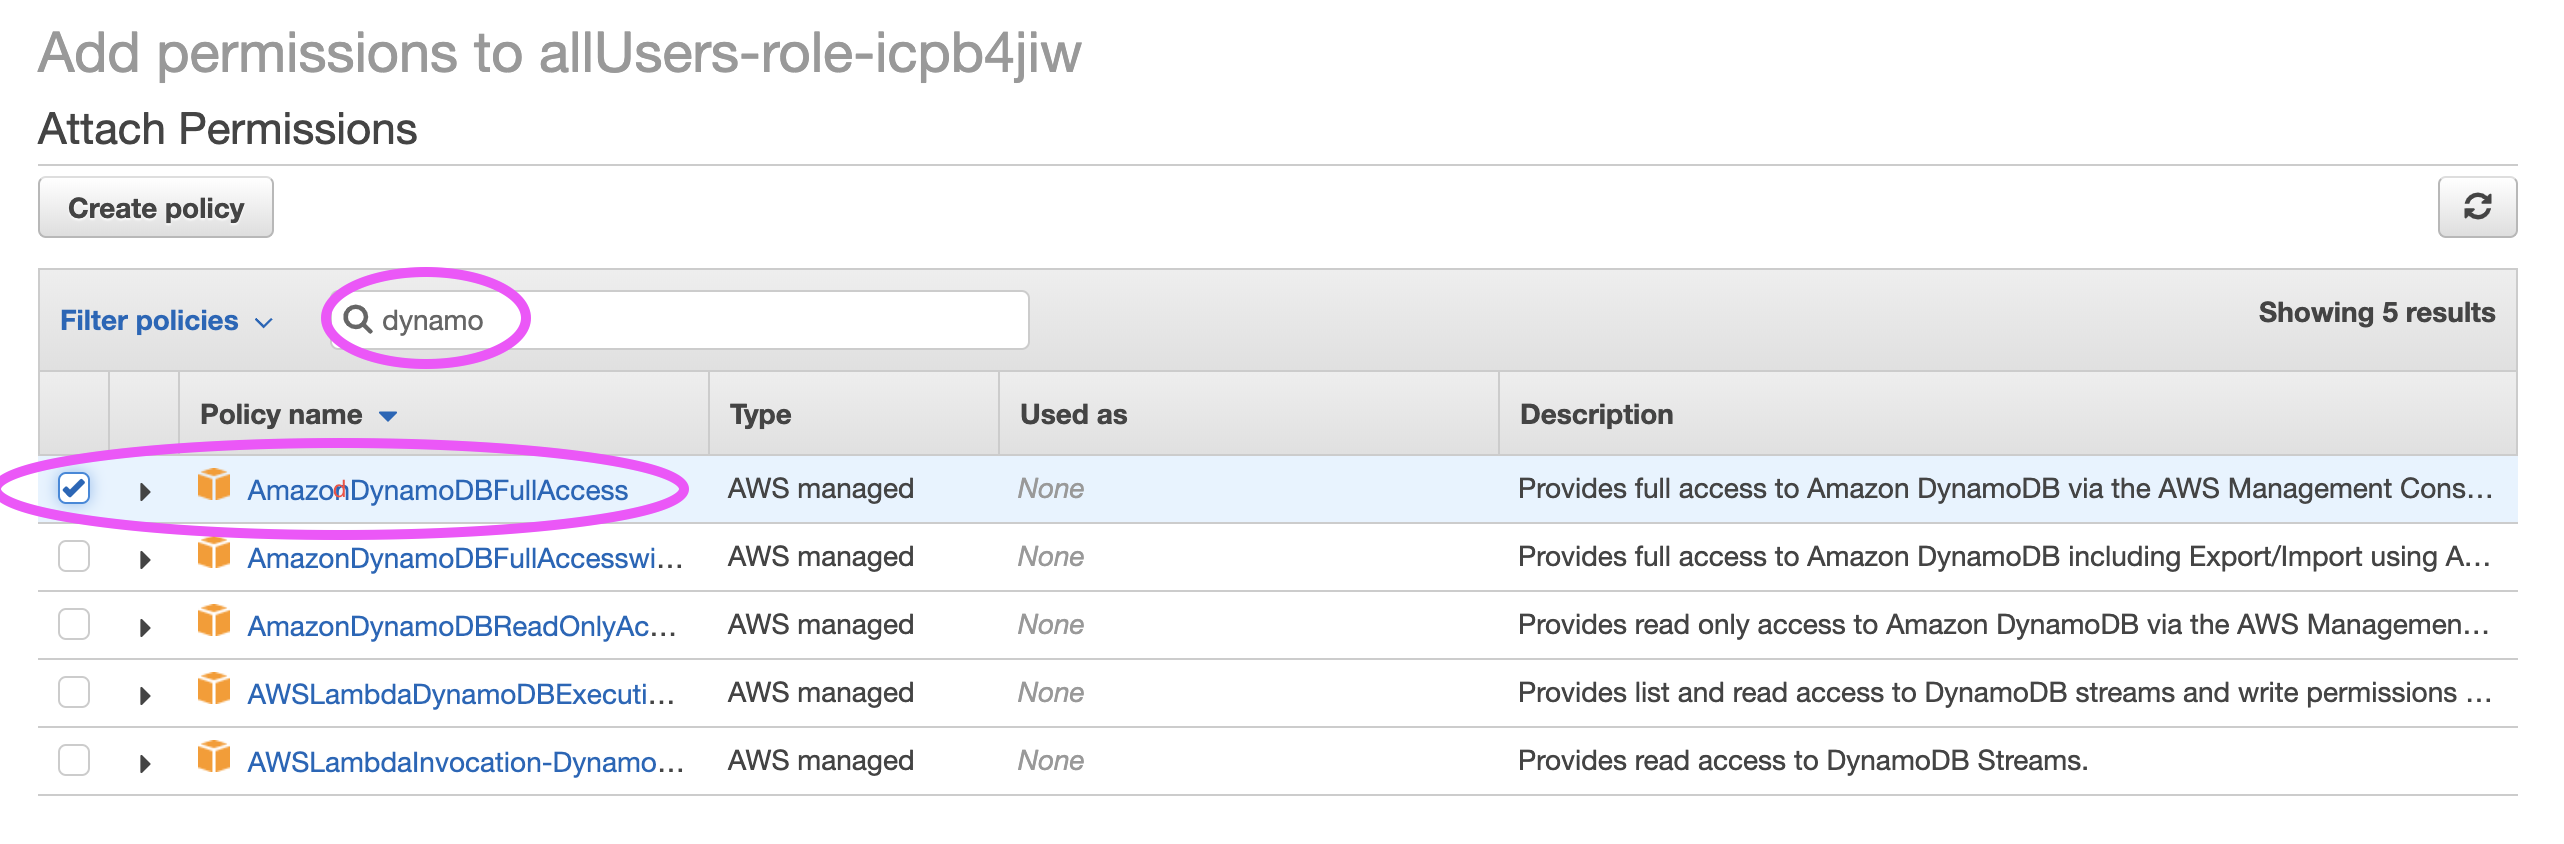 Add permissions to allUsers-role-icpb4jiw
Attach Permissions
Create policy
Filter policies dynamo Showing 5 results
Policy name Type Used as Description
AmazonDynamoDBFullAccess AWS managed None Provides full access to Amazon DynamoDB via the AWS Management Cons...
d
AmazonDynamoDBFullAccesswi... AWS managed None Provides full access to Amazon DynamoDB including Export/Import using A...
AmazonDynamoDBReadOnlyAc... AWS managed None Provides read only access to Amazon DynamoDB via the AWS Managemen...
AWSLambdaDynamoDBExecuti... AWS managed None Provides list and read access to DynamoDB streams and write permissions ...
AWSLambdaInvocation-Dynamo... AWS managed None Provides read access to DynamoDB Streams.